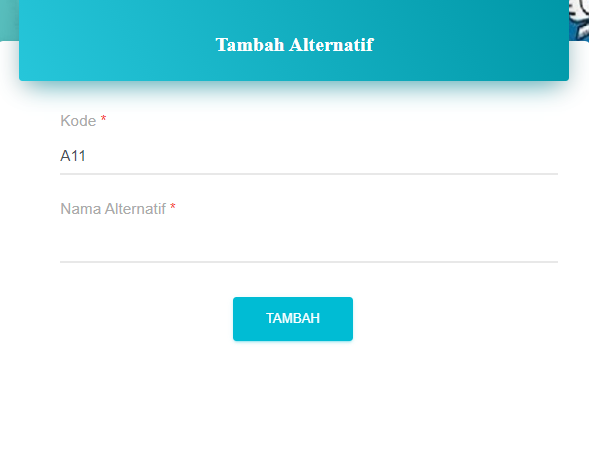 Tambah Alternatif
Kode *
A11
Nama Alternatif *
TAMBAH